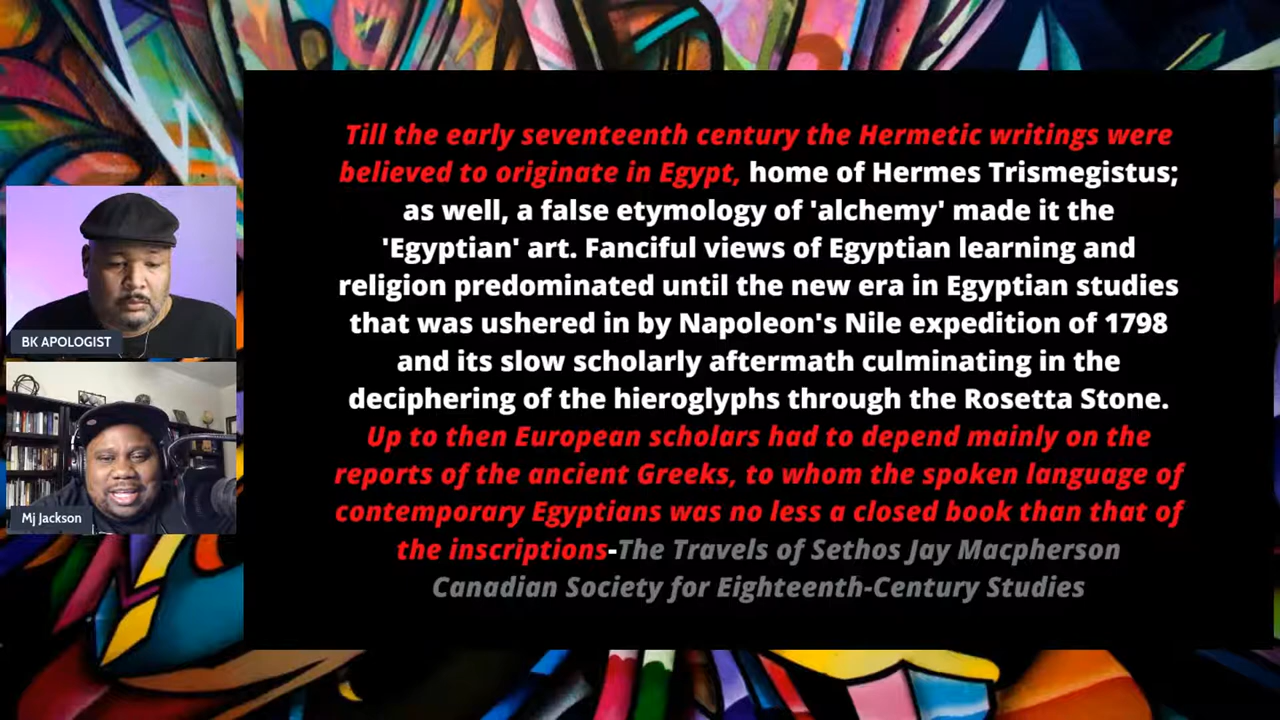 Till the early seventeenth century the Hermetic writings were
believed to originate in Egypt, home of Hermes Trismegistus;
as well, a false etymology of 'alchemy' made it the
'Egyptian' art. Fanciful views of Egyptian learning and
religion predominated until the new era in Egyptian studies
that was ushered in by Napoleon's Nile expedition of 1798
and its slow scholarly aftermath culminating in the
deciphering of the hieroglyphs through the Rosetta Stone.
Up to then European scholars had to depend mainly on the
reports of the ancient Greeks, to whom the spoken language of
contemporary Egyptians was no less a closed book than that of
the inscriptions-The Travels of Sethos Jay Macpherson
Canadian Society for Eighteenth-Century Studies
BK APOLOGIST
Mj Jackson